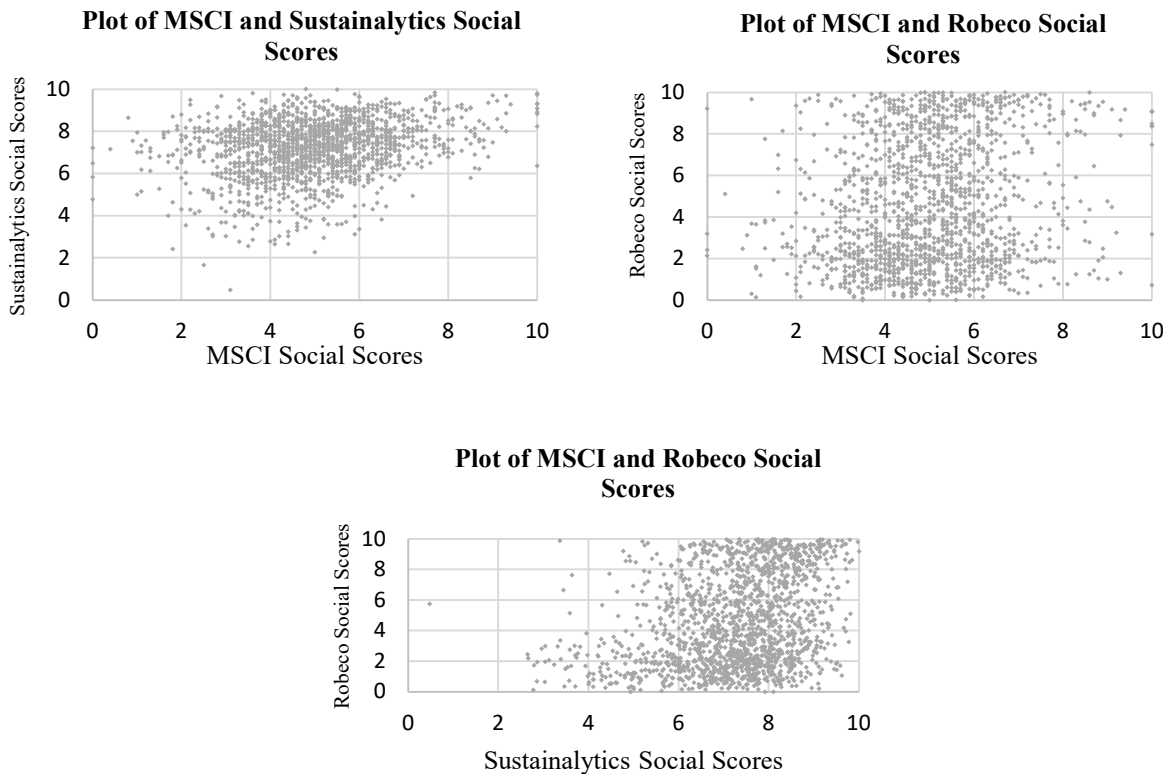 Plot of MSCI and Sustainalytics Social
Scores
Sustainalytics Social Scores
10
8
6
4
2
0
0 2 4 6 8 10
MSCI Social Scores
Plot of MSCI and Robeco Social
Scores
Robeco Social Scores
10
8
6
4
2
0
0 2 4 6 8 10
MSCI Social Scores
Plot of MSCI and Robeco Social
Scores
Robeco Social Scores
10
8
6
4
2
0
0 2 4 6 8 10
Sustainalytics Social Scores